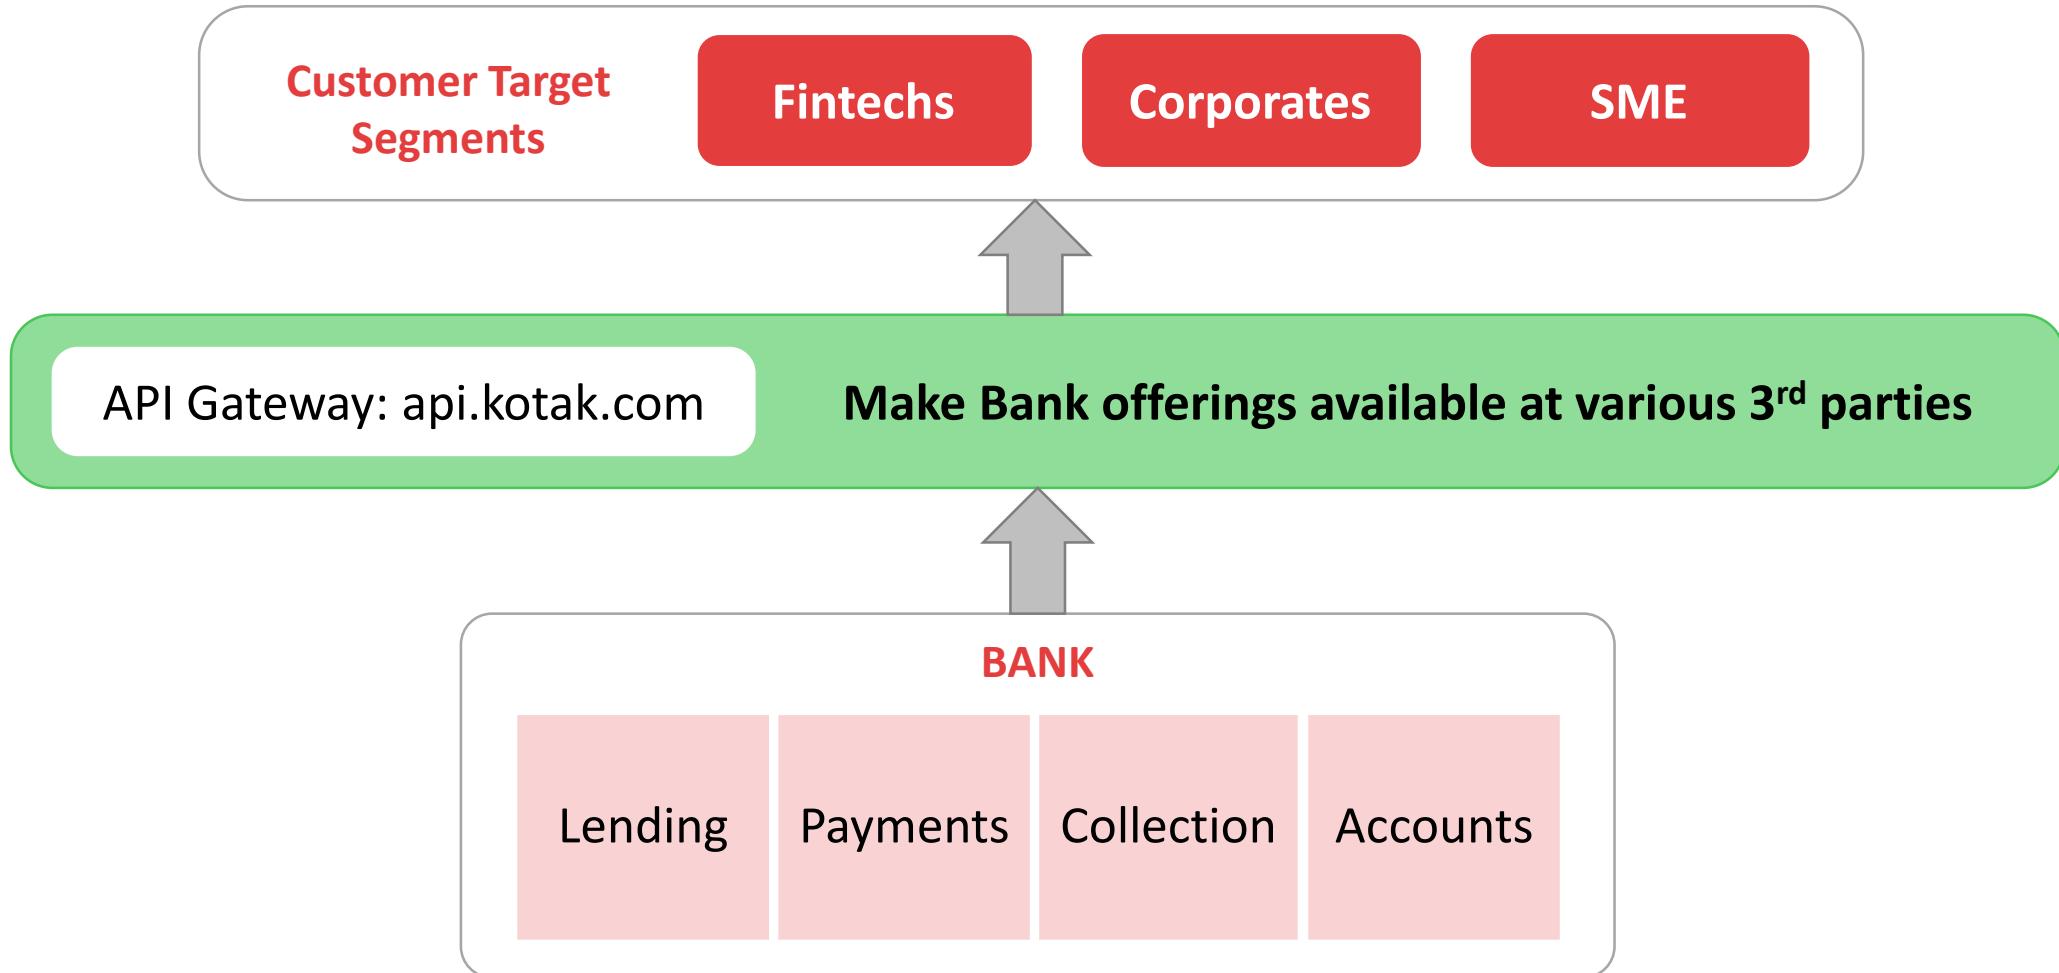 Customer Target
Segments
Fintechs
Corporates
SME
API Gateway: api.kotak.com
Make Bank offerings available at various 3rd parties
BANK
Lending
Payments
Collection
Accounts